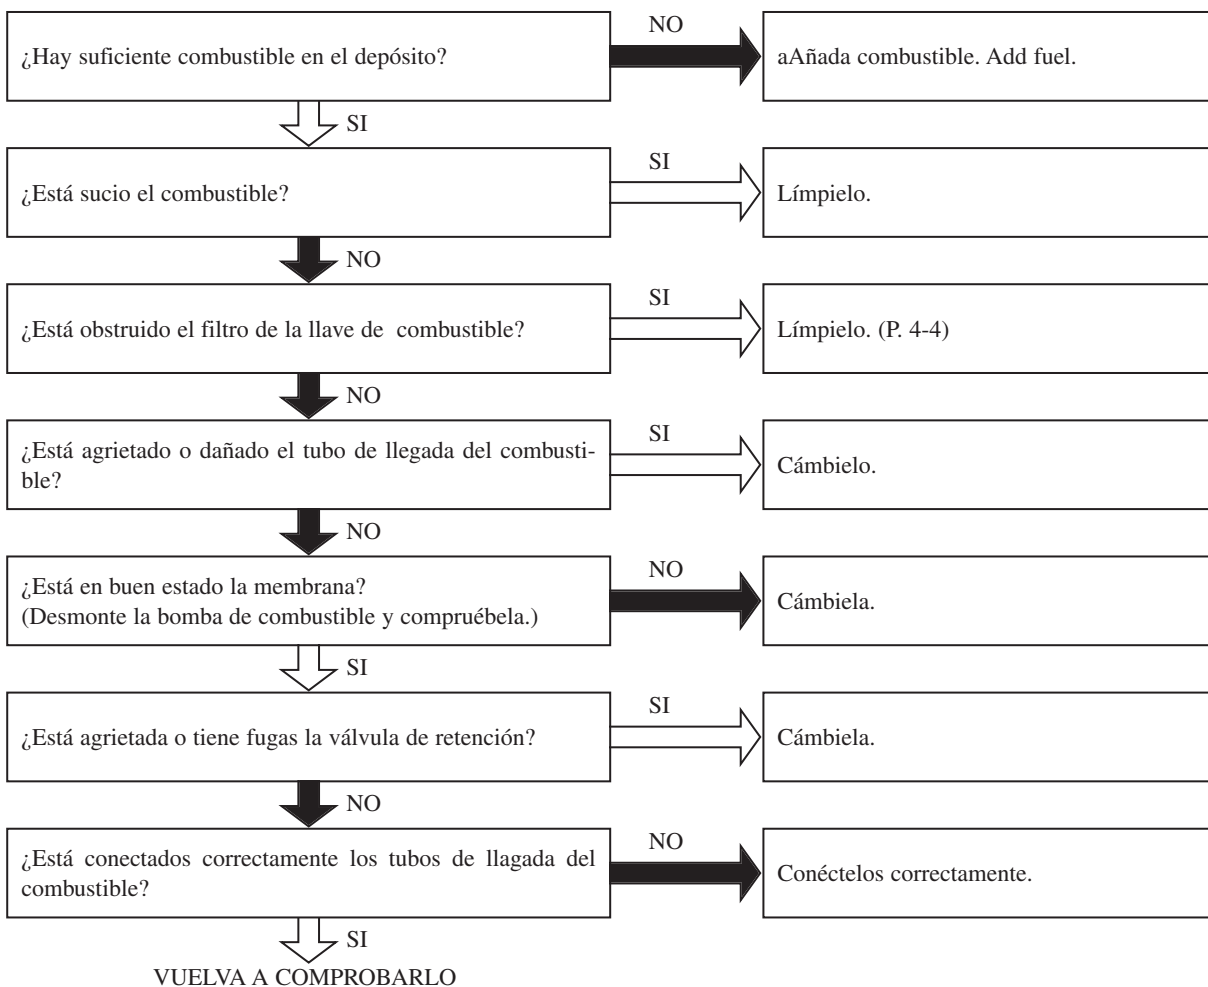 ¿Hay suficiente combustible en el depósito?
NO
aAñada combustible. Add fuel.
SI
¿Está sucio el combustible?
SI
Límpielo.
NO
¿Está obstruido el filtro de la llave de  combustible?
SI
Límpielo. (P. 4-4)
NO
¿Está agrietado o dañado el tubo de llegada del combusti-
ble?
SI
Cámbielo.
NO
¿Está en buen estado la membrana?
(Desmonte la bomba de combustible y compruébela.)
NO
Cámbiela.
SI
¿Está agrietada o tiene fugas la válvula de retención?
SI
Cámbiela.
NO
¿Está conectados correctamente los tubos de llagada del
combustible?
NO
Conéctelos correctamente.
SI
VUELVA A COMPROBARLO